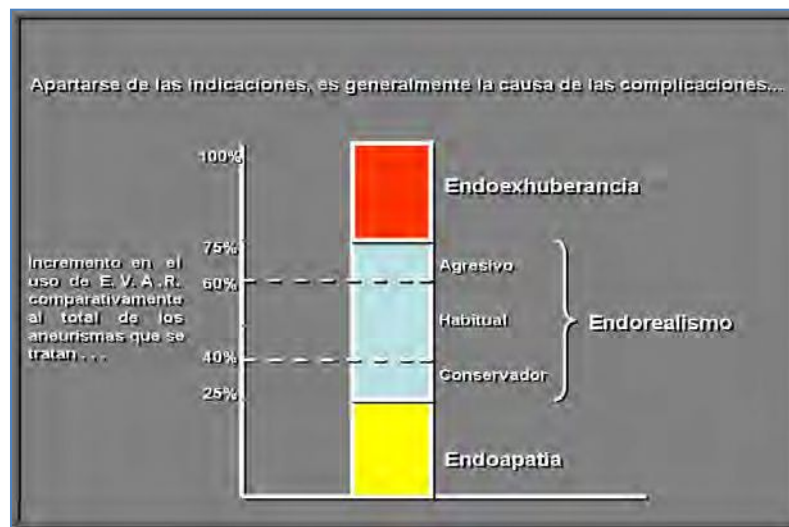 Apartarse de las indicaciones, es generalmente la causa de las complicaciones...
100%
Endoexhuberancia
75%
Incremento en el
uso de E.V.A.R.
comparativamente
al total de los
aneurismas que se
tratan . . .
60%
Agresivo
Habitual
Endorealismo
40%
Conservador
25%
Endoapatia